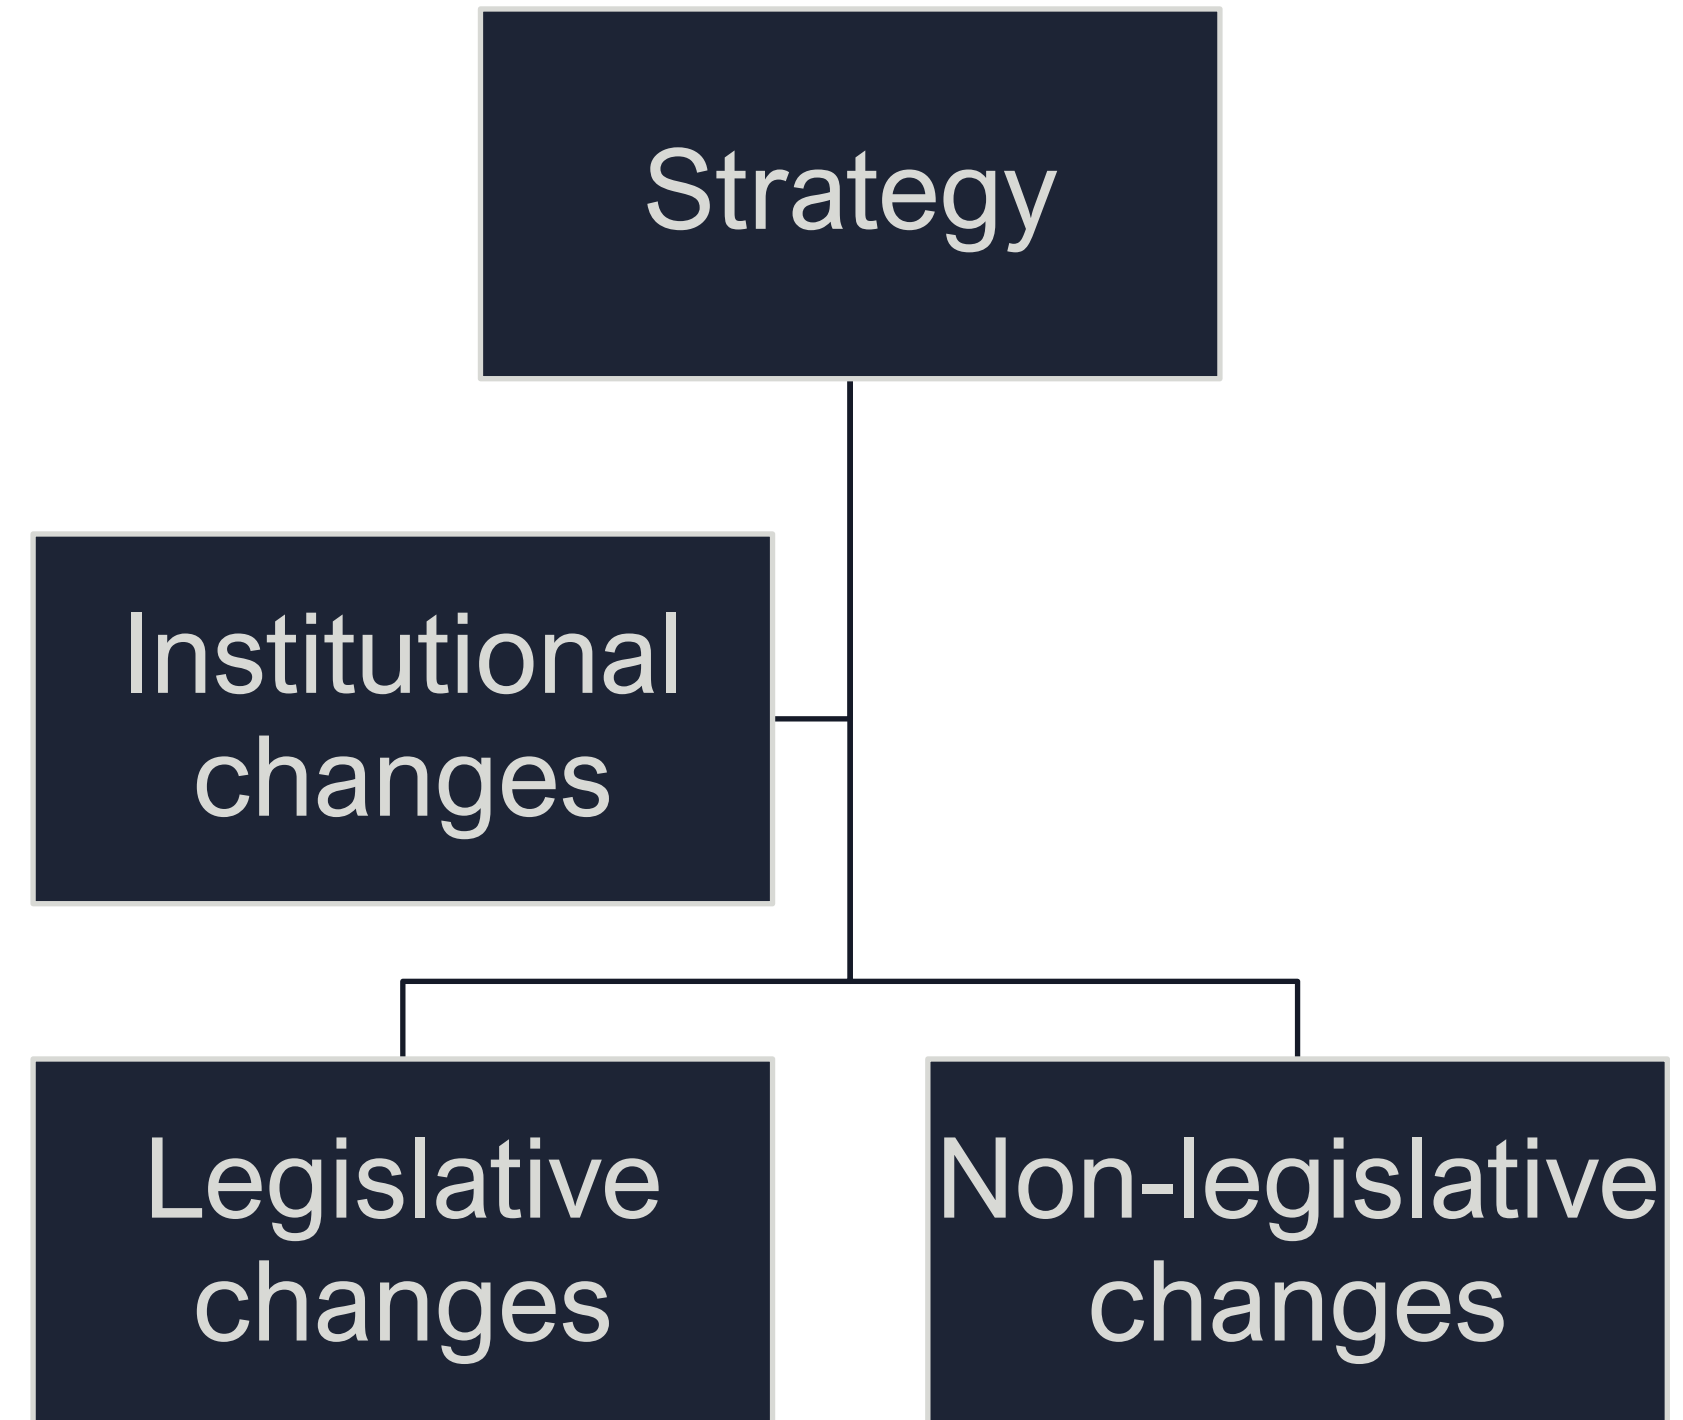 Strategy
Institutional
changes
Legislative
changes
Non-legislative
changes